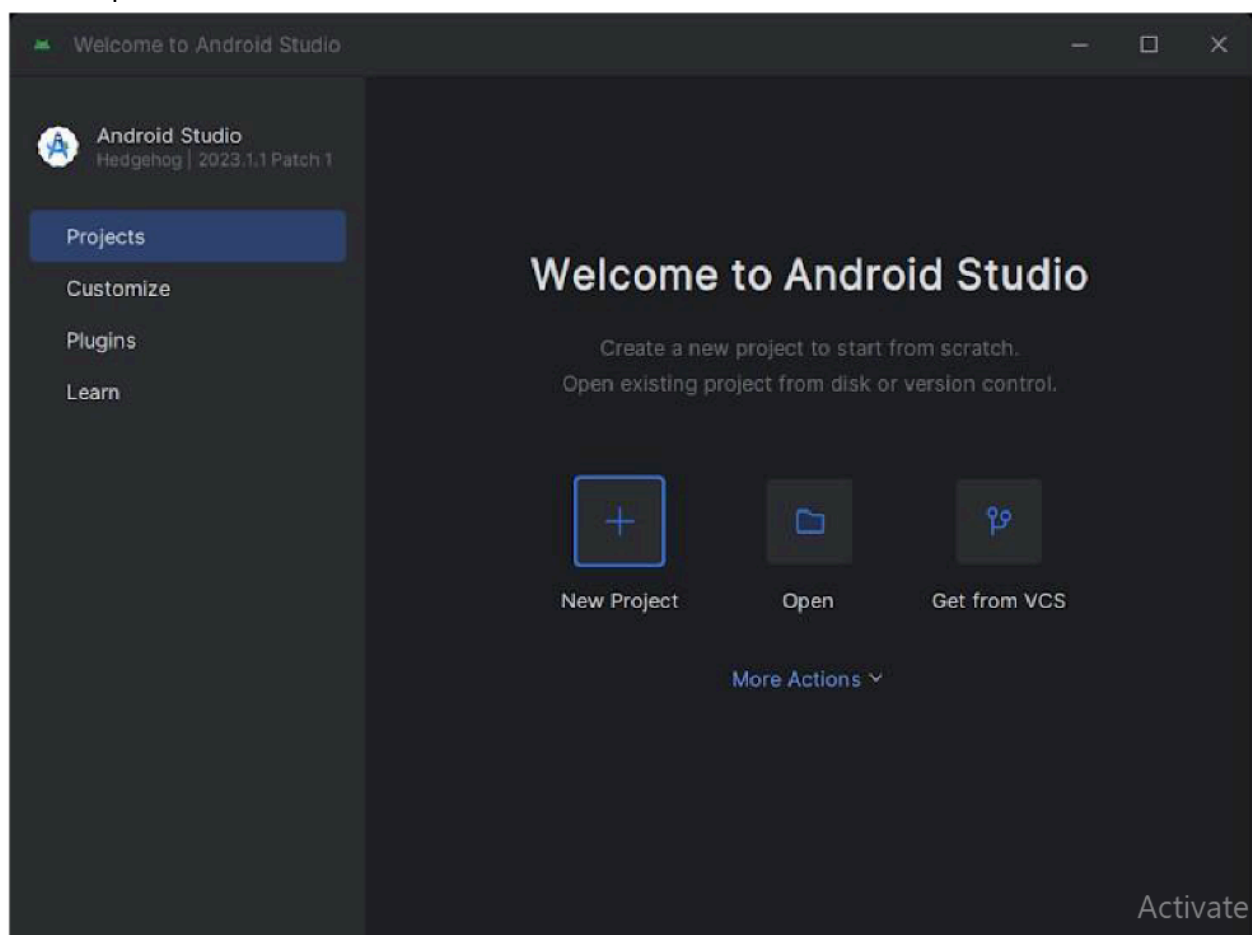 Welcome to Android Studio
Android Studio
Hedgehog | 2023.1.1 Patch 1
Projects
Customize
Plugins
Learn
Welcome to Android Studio
Create a new project to start from scratch.
Open existing project from disk or version control.
New Project
Open
Get from VCS
More Actions
Activate